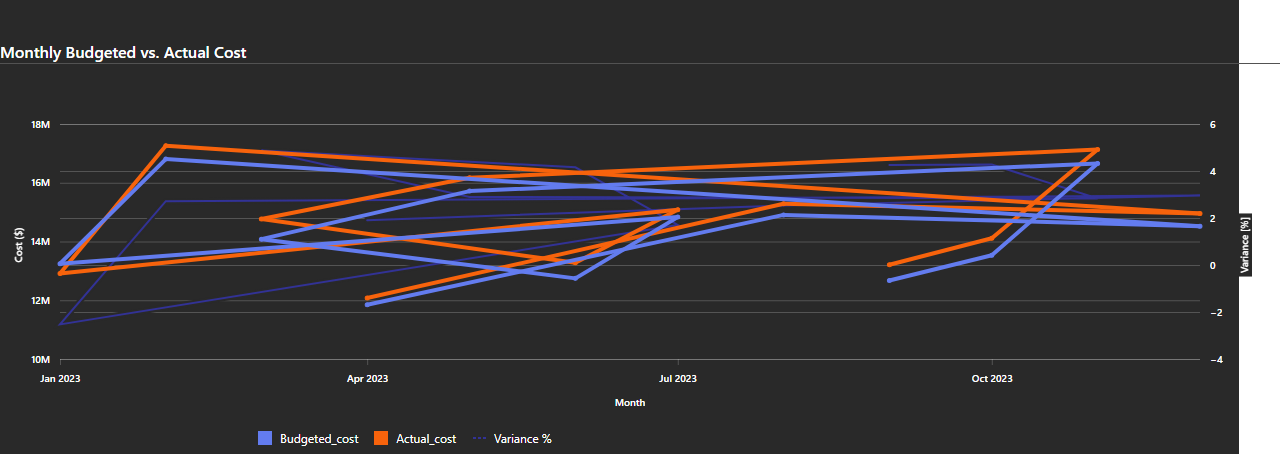 Monthly Budgeted vs. Actual Cost
18M
16M
14M
12M
10M
Cost ($)
6
4
2
0
−2
−4
Variance [%]
Jan 2023
Apr 2023
Jul 2023
Oct 2023
Month
Budgeted_cost
Actual_cost
Variance %